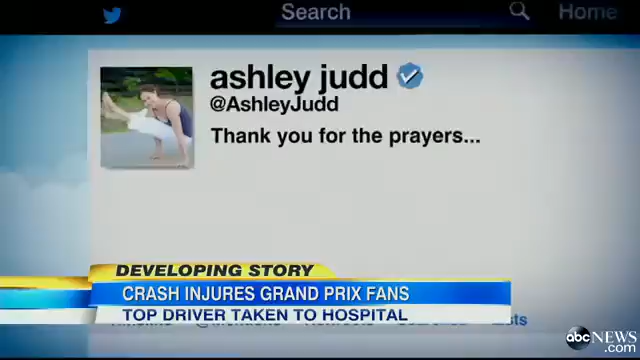 Search
Home
ashley judd
@AshleyJudd
Thank you for the prayers...
DEVELOPING STORY
CRASH INJURES GRAND PRIX FANS
TOP DRIVER TAKEN TO HOSPITAL
abc NEWS
.com